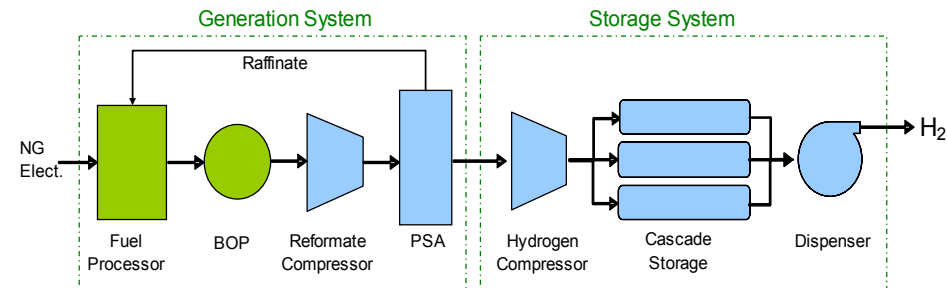 Generation System
Storage System
Raffinate
NG
Elect.
H2
Fuel
Processor
BOP
Reformate
Compressor
PSA
Hydrogen
Compressor
Cascade
Storage
Dispenser